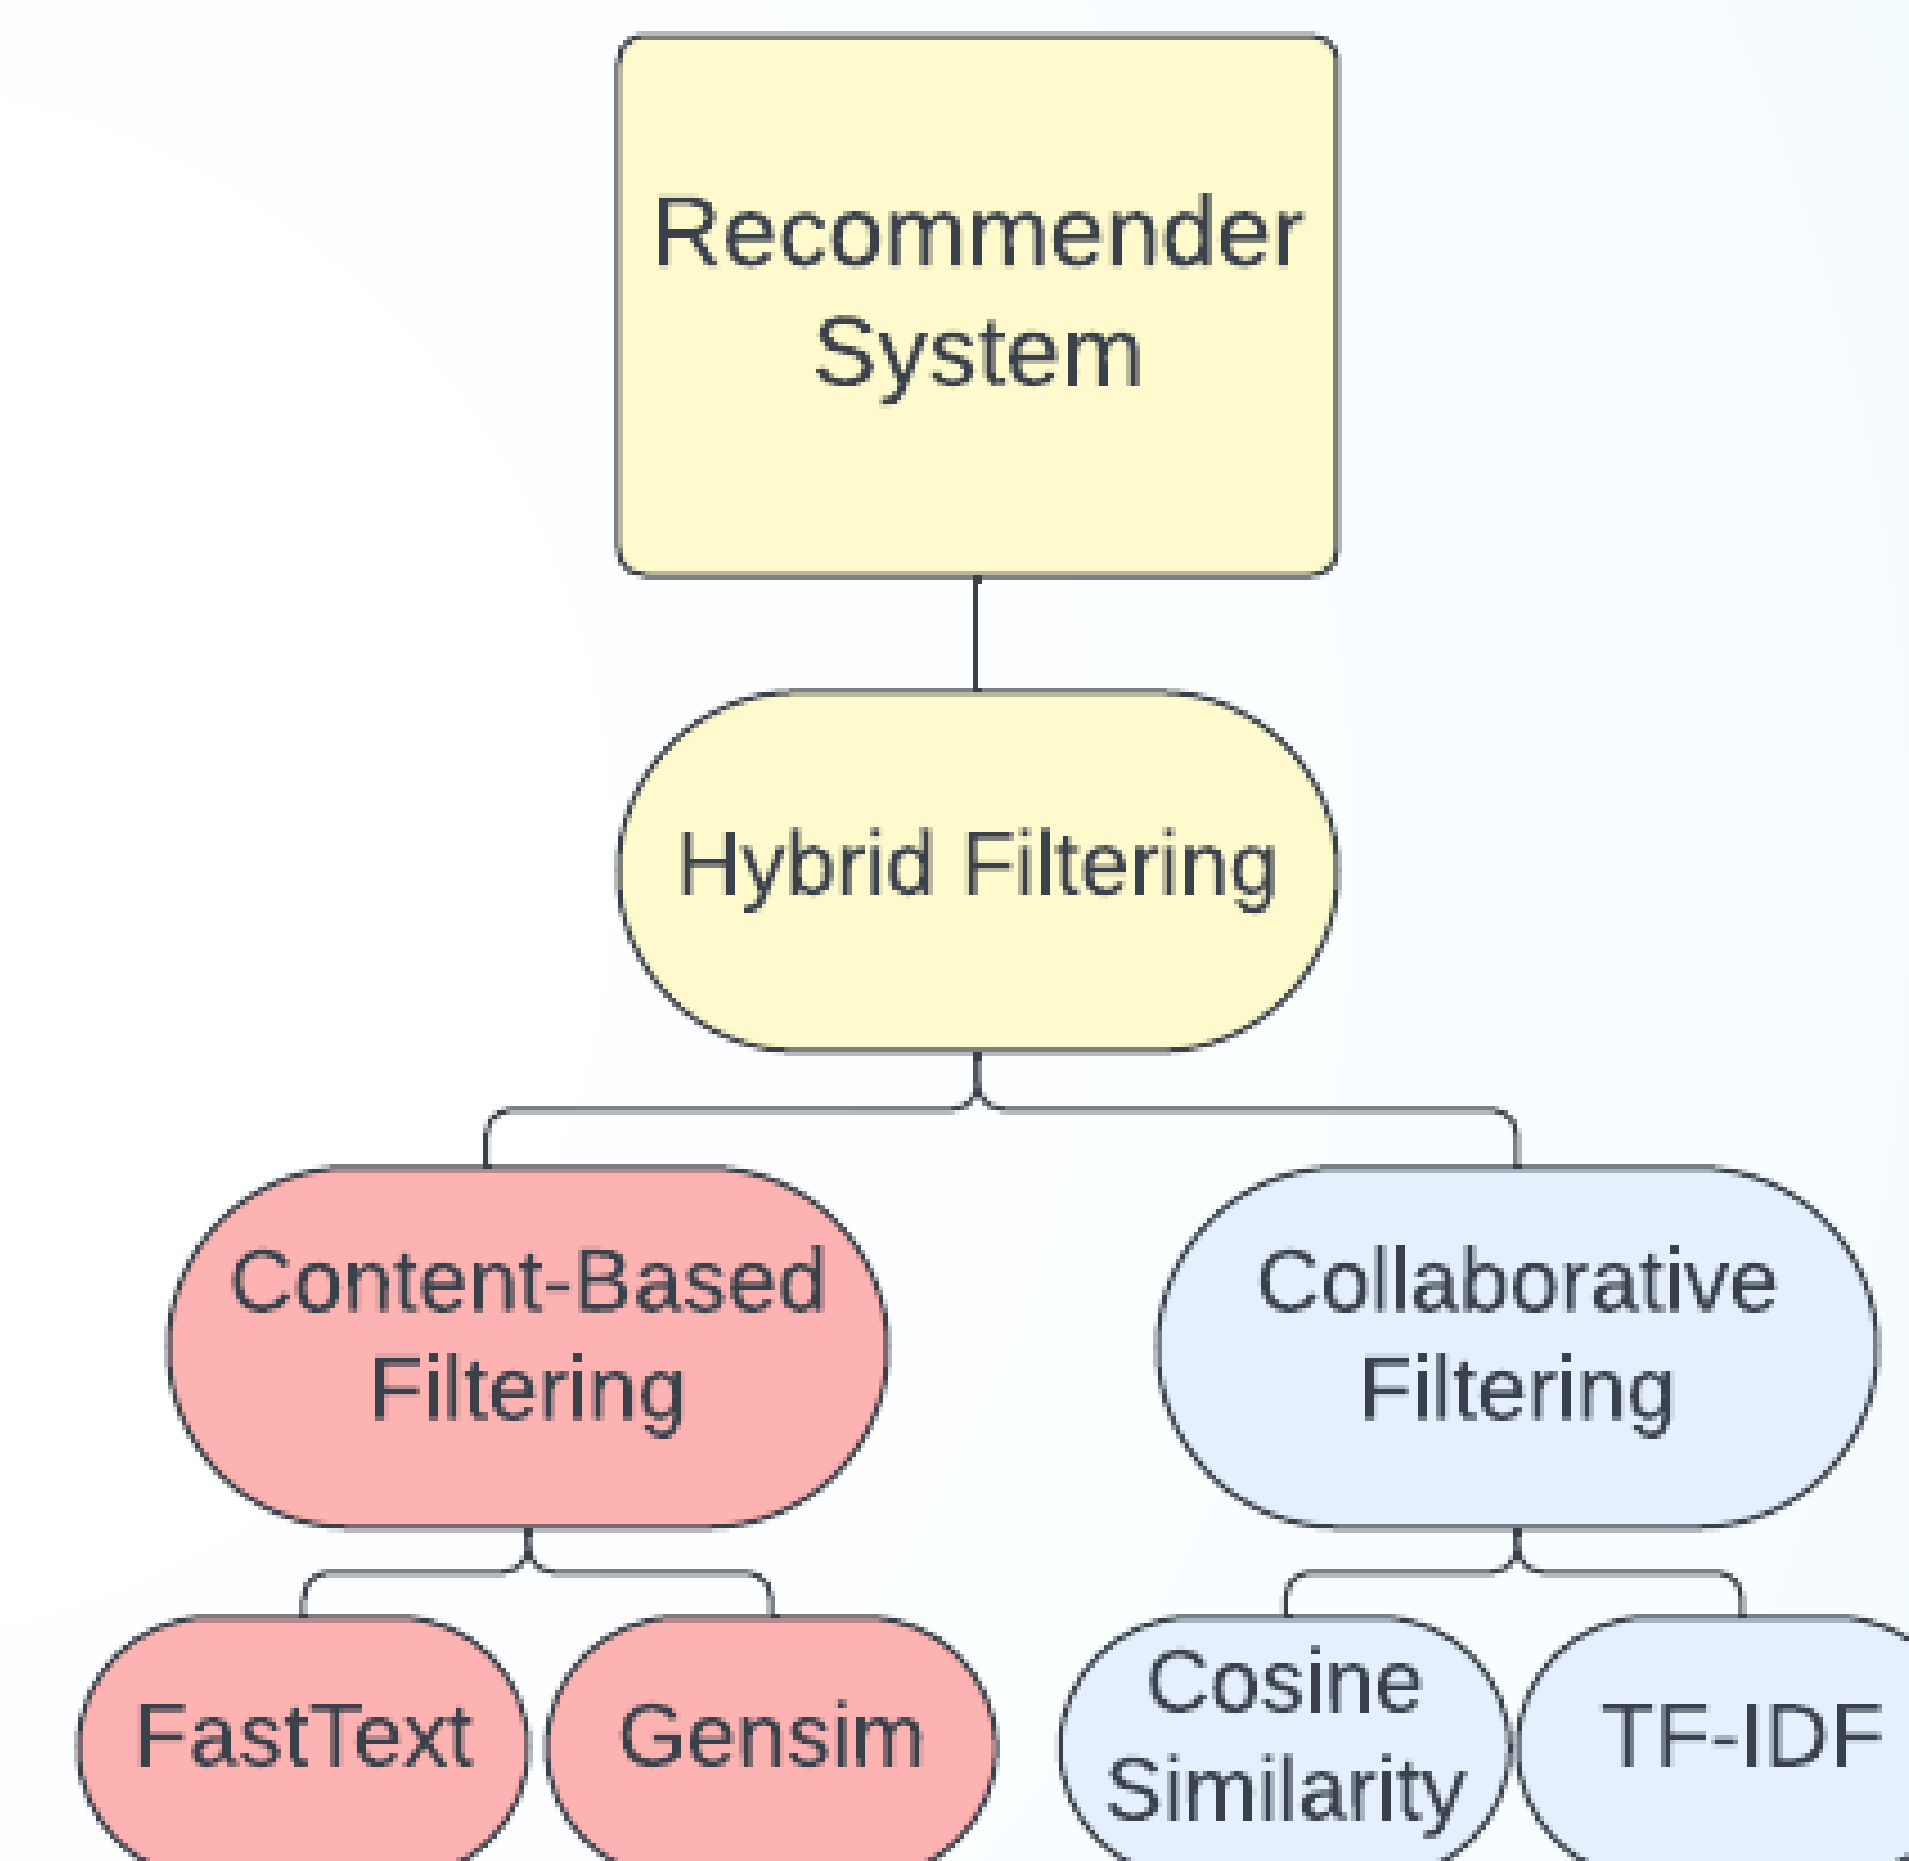 Recommender
System
Hybrid Filtering
Content-Based
Filtering
Collaborative
Filtering
FastText
Gensim
Cosine
Similarity
TF-IDF